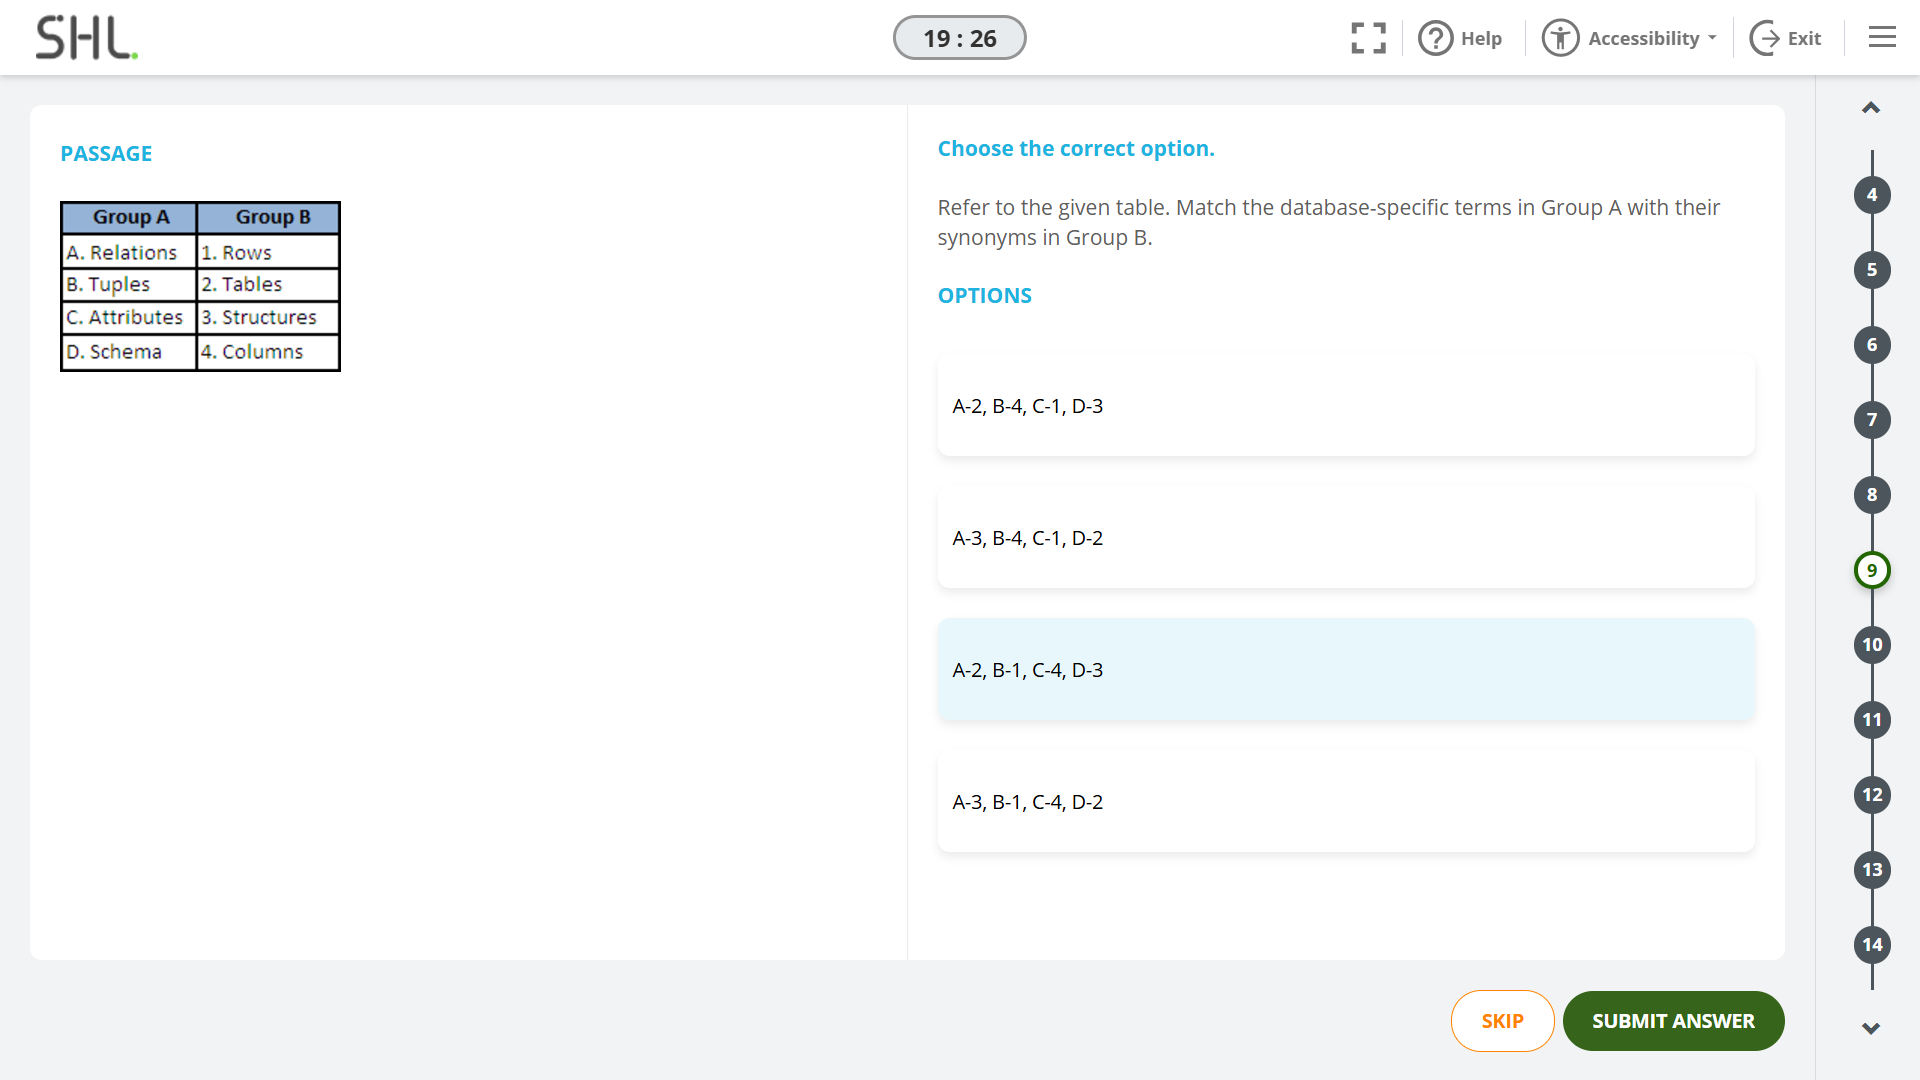 SHL.
19 : 26
Help
Accessibility
Exit
PASSAGE
Group A Group B
A. Relations 1. Rows
B. Tuples 2. Tables
C. Attributes 3. Structures
D. Schema 4. Columns
Choose the correct option.
Refer to the given table. Match the database-specific terms in Group A with their
synonyms in Group B.
OPTIONS
A-2, B-4, C-1, D-3
A-3, B-4, C-1, D-2
A-2, B-1, C-4, D-3
A-3, B-1, C-4, D-2
SKIP
SUBMIT ANSWER
4
5
6
7
8
9
10
11
12
13
14